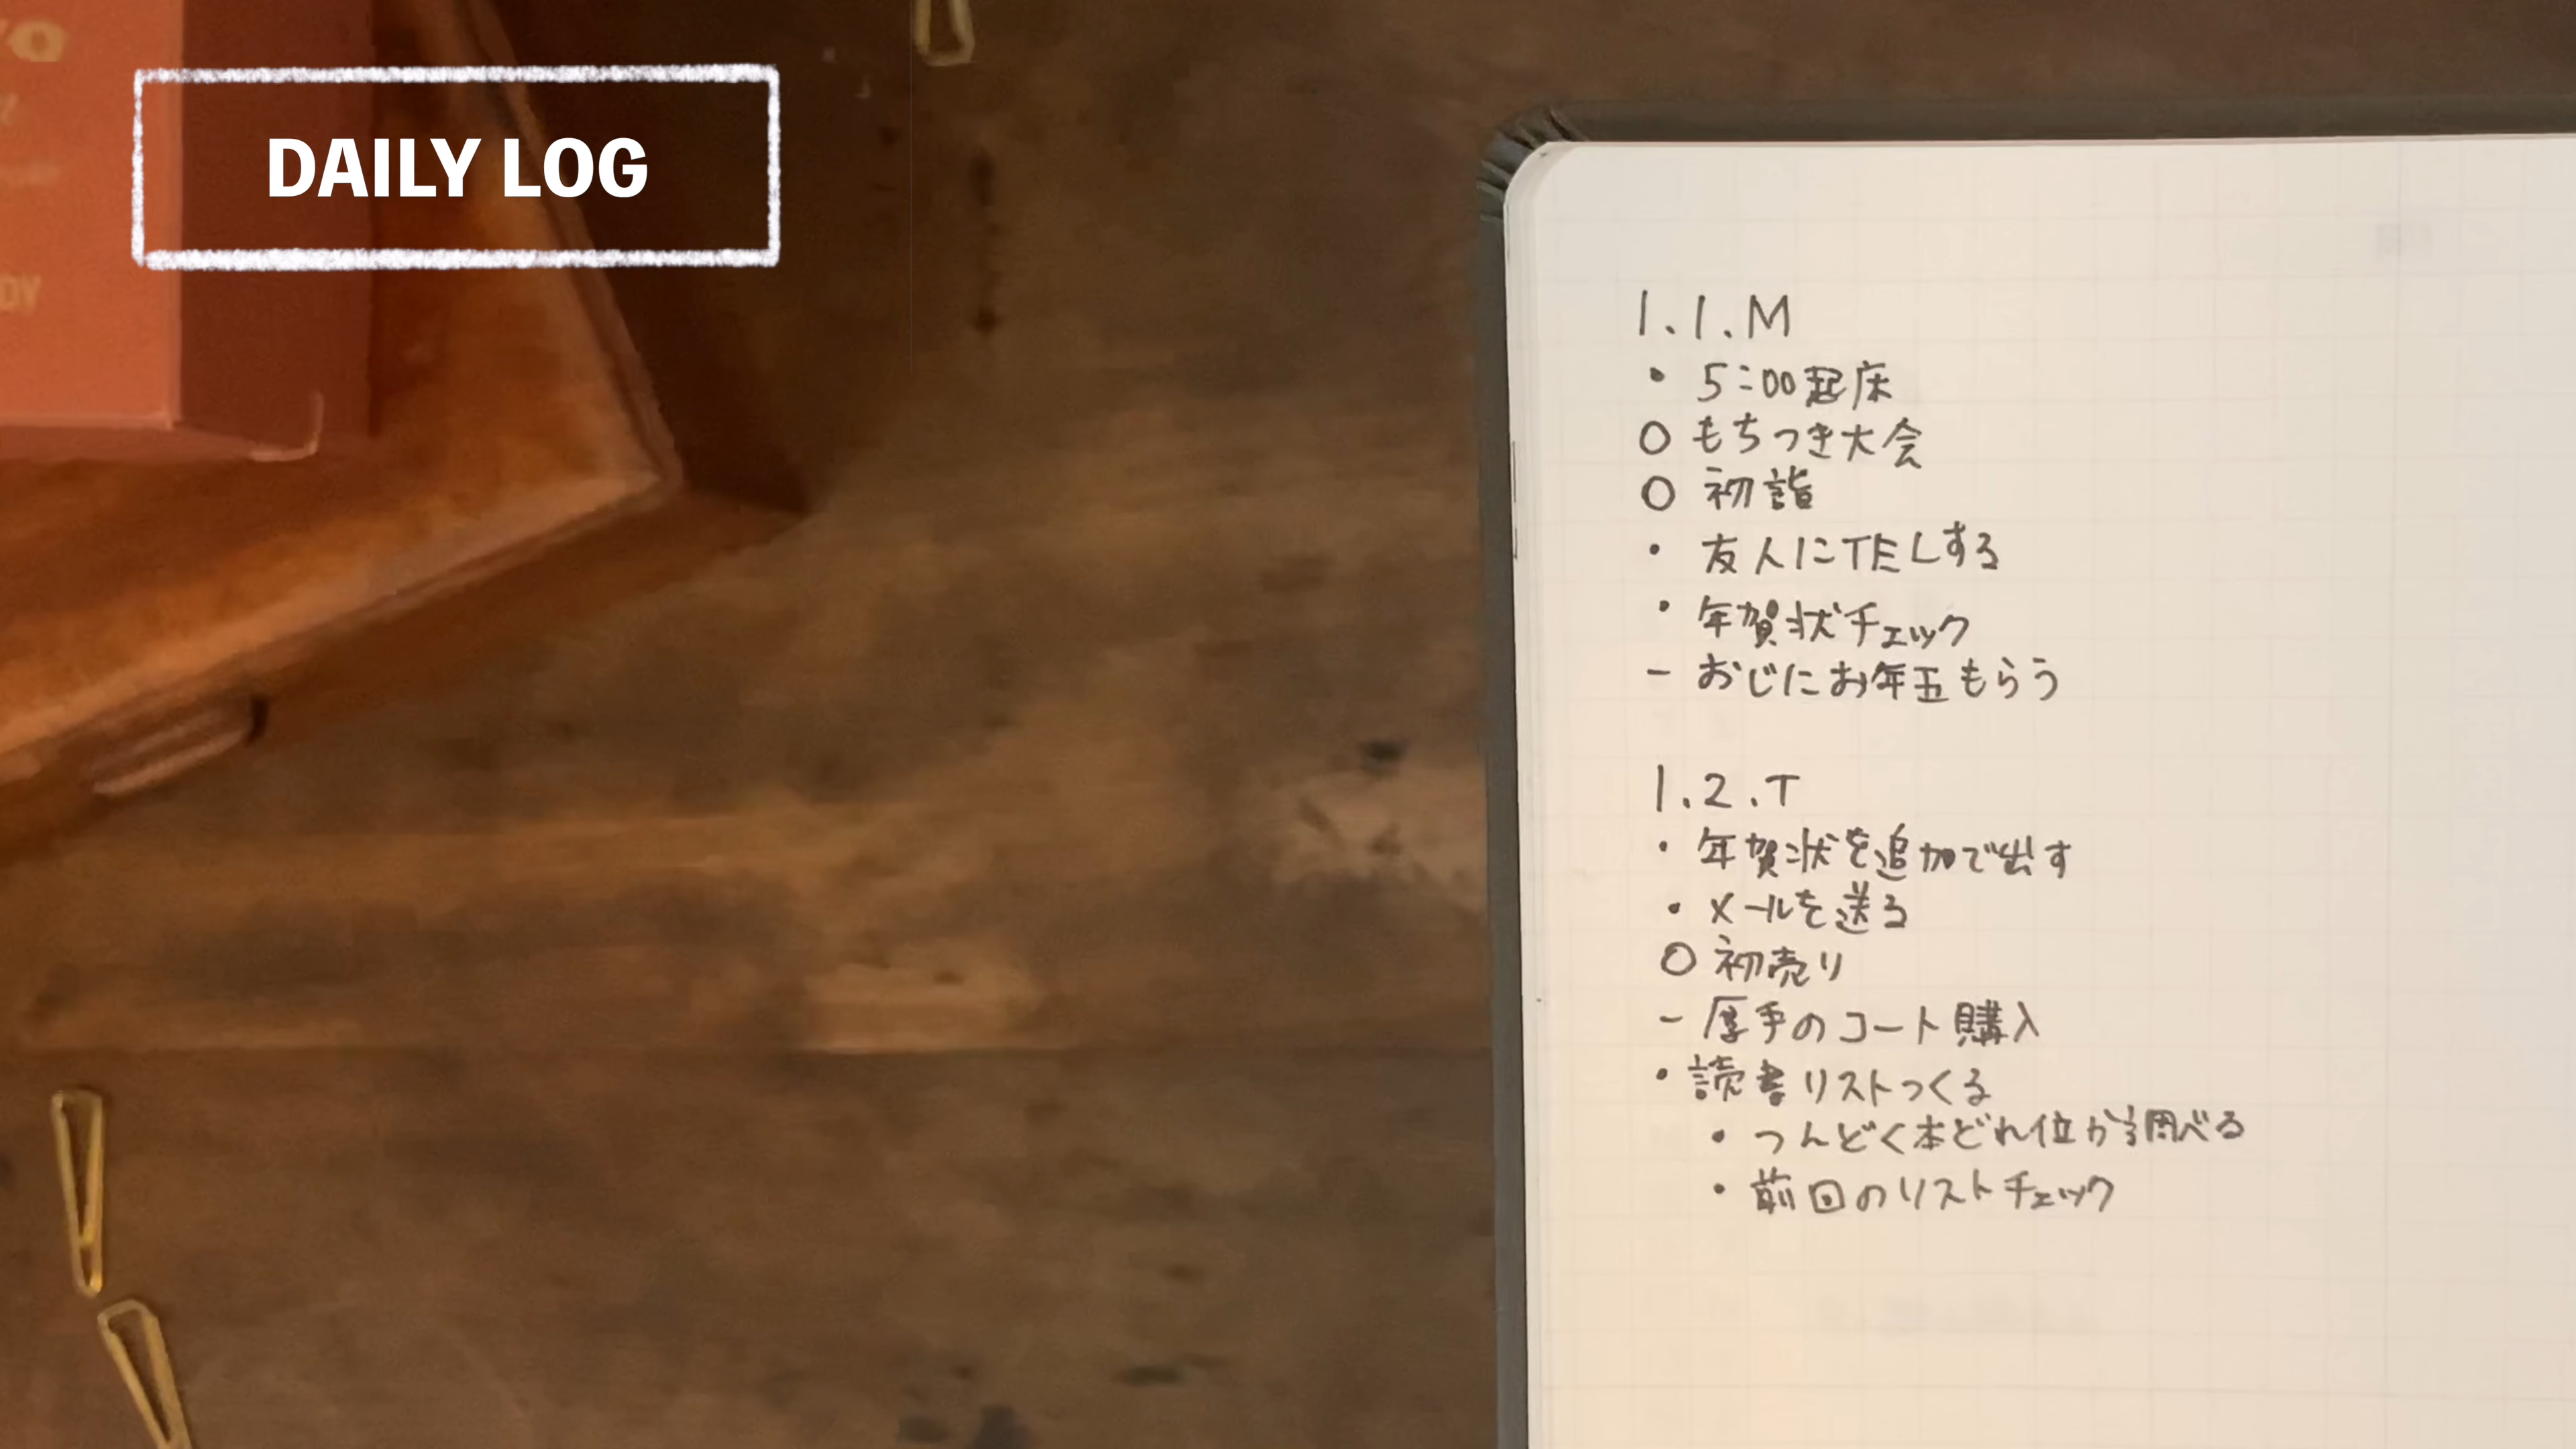 DAILY LOG
1.1.M
・ 5:00起床
○ もちつき大会
○ 初詣
・ 友人にTELする
・ 年賀状チェック
- おじにお年玉もらう
1.2.T
・ 年賀状を追加で出す
・ メールを送る
○ 初売り
- 厚手のコート購入
・ 読書リストつくる
・ つんどく本どれ位か調べる
・ 前回のリストチェック